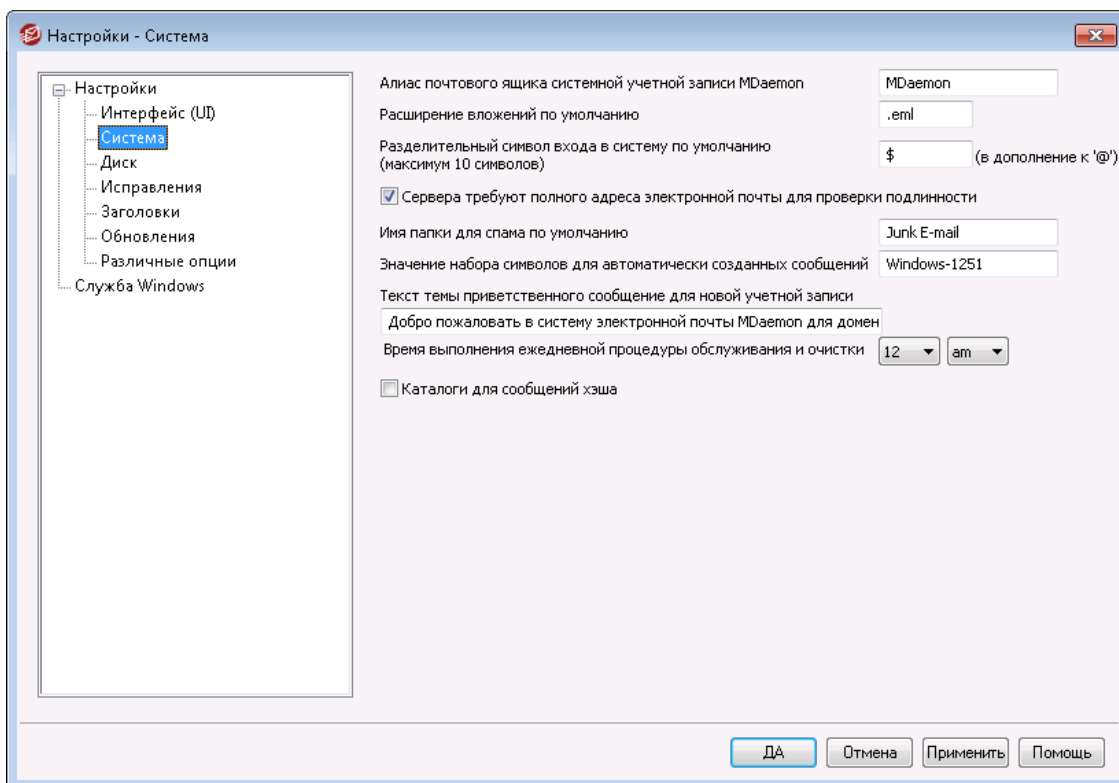 Настройки - Система
Настройки
Интерфейс (UI)
Система
Диск
Исправления
Заголовки
Обновления
Различные опции
Служба Windows
Алиас почтового ящика системной учетной записи MDaemon
MDaemon
Расширение вложений по умолчанию
.eml
Разделительный символ входа в систему по умолчанию
(максимум 10 символов)
$
(в дополнение к '@')
Сервера требуют полного адреса электронной почты для проверки подлинности
Имя папки для спама по умолчанию
Junk E-mail
Значение набора символов для автоматически созданных сообщений
Windows-1251
Текст темы приветственного сообщение для новой учетной записи
Добро пожаловать в систему электронной почты MDaemon для домен
Время выполнения ежедневной процедуры обслуживания и очистки
12
am
Каталоги для сообщений хэша
ДА
Отмена
Применить
Помощь